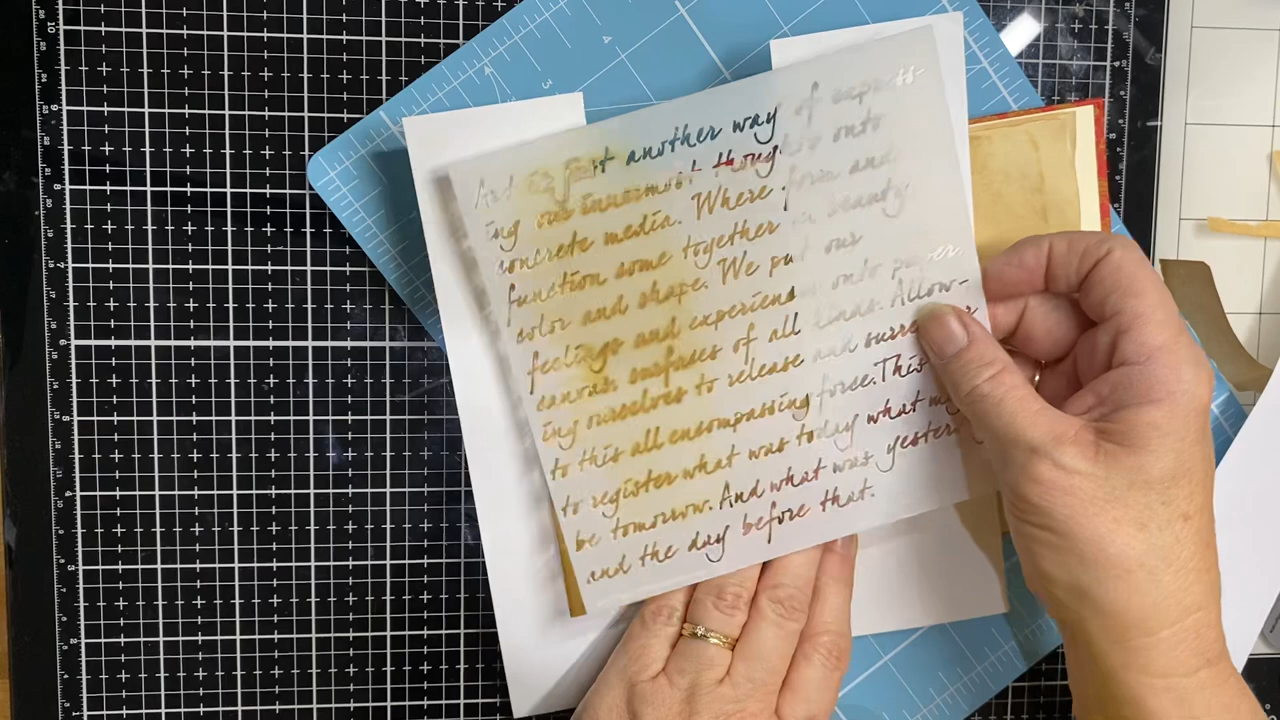 And is just another way of express-
ing our innermost thoughts onto
concrete media. Where form and
function come together in beauty
color and shape. We put our
feelings and experiences onto paper
canvas surfaces of all kinds. Allow-
ing ourselves to release and surrender
to this all encompassing force. This
to register what was today what may
be tomorrow. And what was yesterday
and the day before that.